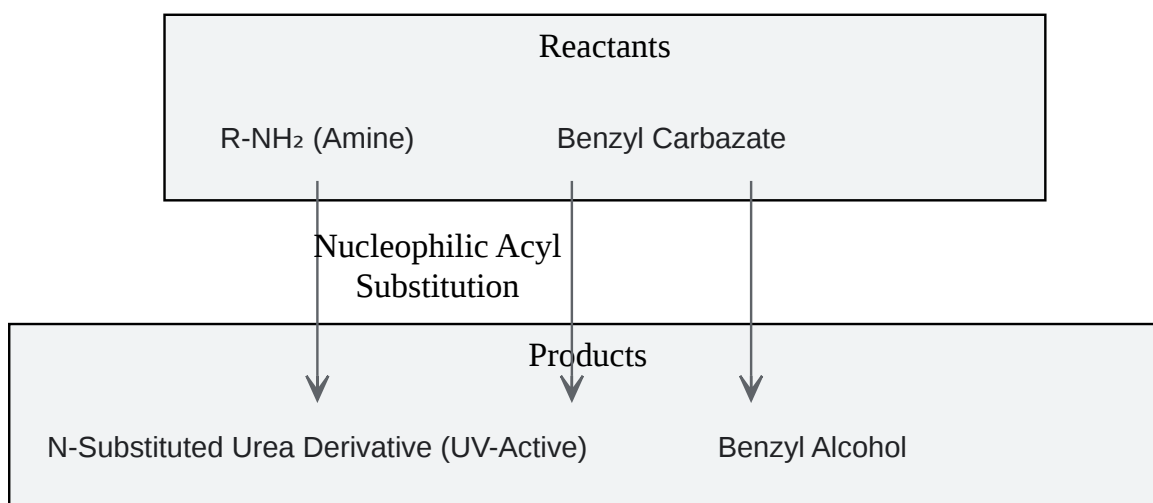 Reactants
R-NH₂ (Amine) Benzyl Carbazate
Nucleophilic Acyl
Substitution
Products
N-Substituted Urea Derivative (UV-Active) Benzyl Alcohol